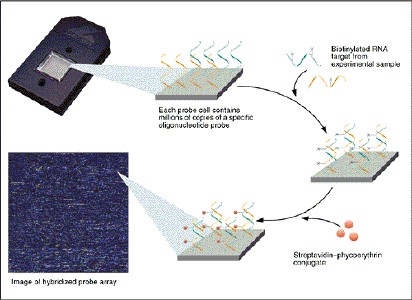 Each probe cell contains
millions of copies of a specific
oligonucleotide probe
Biotinylated RNA
target from
experimental sample
Streptavidin-phycoerythrin
conjugate
Image of hybridized probe array